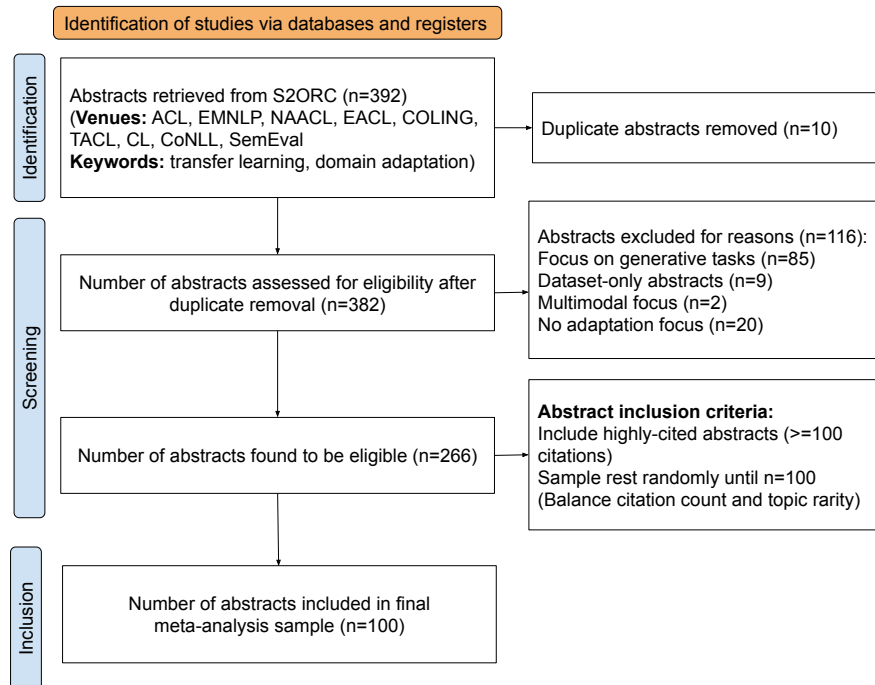 Identification of studies via databases and registers
Identification
Abstracts retrieved from S2ORC (n=392)
(Venues: ACL, EMNLP, NAACL, EACL, COLING,
TACL, CL, CoNLL, SemEval
Keywords: transfer learning, domain adaptation)
Duplicate abstracts removed (n=10)
Screening
Number of abstracts assessed for eligibility after
duplicate removal (n=382)
Abstracts excluded for reasons (n=116):
Focus on generative tasks (n=85)
Dataset-only abstracts (n=9)
Multimodal focus (n=2)
No adaptation focus (n=20)
Number of abstracts found to be eligible (n=266)
Abstract inclusion criteria:
Include highly-cited abstracts (>=100
citations)
Sample rest randomly until n=100
(Balance citation count and topic rarity)
Inclusion
Number of abstracts included in final
meta-analysis sample (n=100)